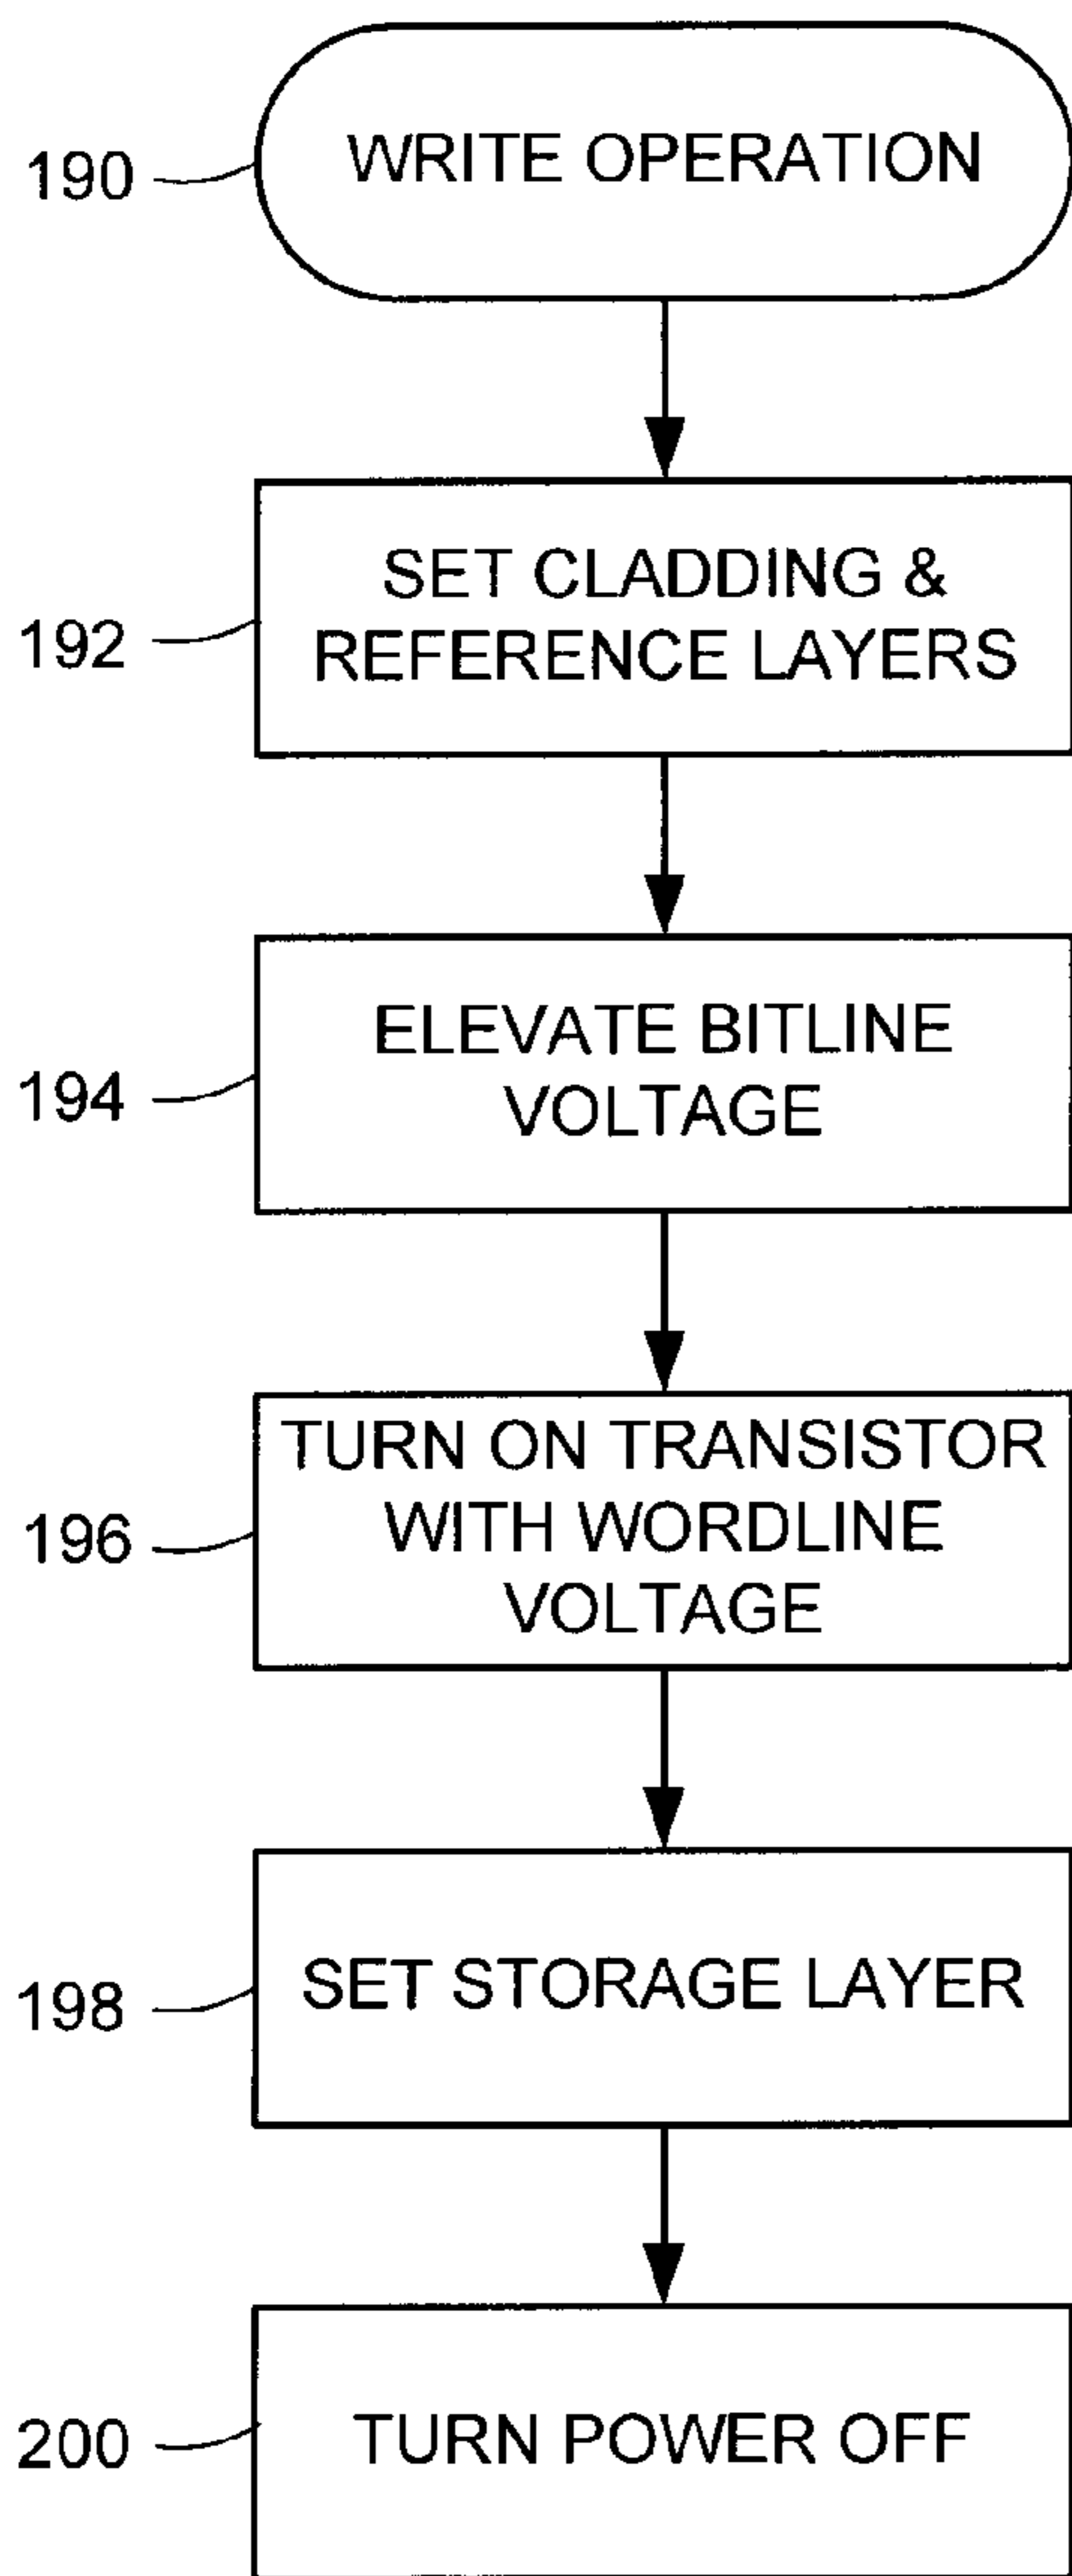 190
WRITE OPERATION
192
SET CLADDING &
REFERENCE LAYERS
194
ELEVATE BITLINE
VOLTAGE
196
TURN ON TRANSISTOR
WITH WORDLINE
VOLTAGE
198
SET STORAGE LAYER
200
TURN POWER OFF